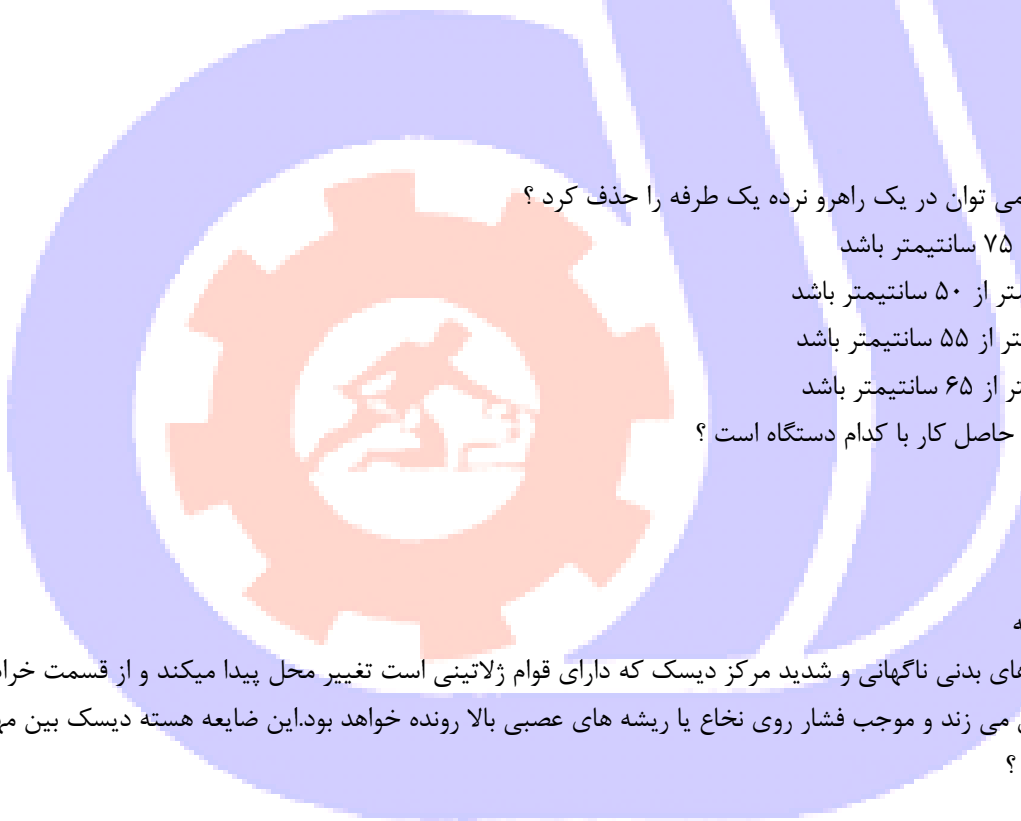 می توان در یک راهرو نرده یک طرفه را حذف کرد ؟
۷۵ سانتیمتر باشد
تر از ۵۰ سانتیمتر باشد
تر از ۵۵ سانتیمتر باشد
تر از ۶۵ سانتیمتر باشد
حاصل کار با کدام دستگاه است ؟
ه
های بدنی ناگهانی و شدید مرکز دیسک که دارای قوام ژلاتینی است تغییر محل پیدا میکند و از قسمت
می زند و موجب فشار روی نخاع یا ریشه های عصبی بالا رونده خواهد بود.این ضایعه هسته دیسک بین
؟